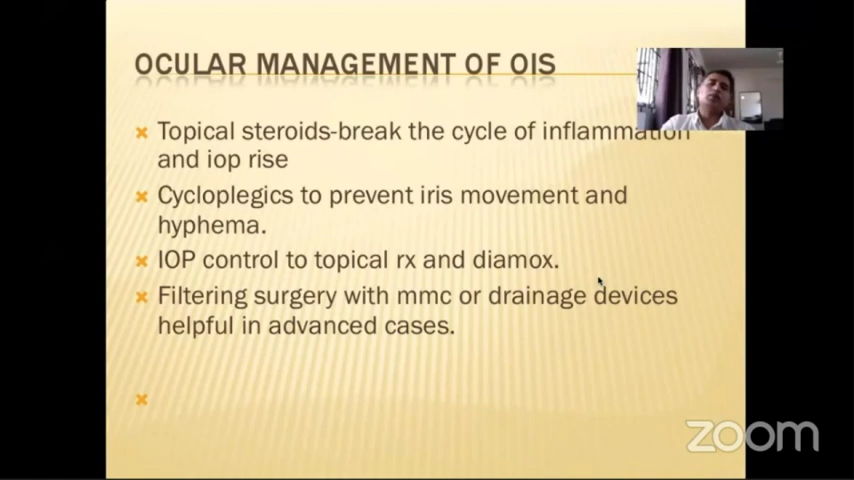 OCULAR MANAGEMENT OF OIS
Topical steroids-break the cycle of inflammation
and iop rise
Cycloplegics to prevent iris movement and
hyphema.
IOP control to topical rx and diamox.
Filtering surgery with mmc or drainage devices
helpful in advanced cases.
zoom